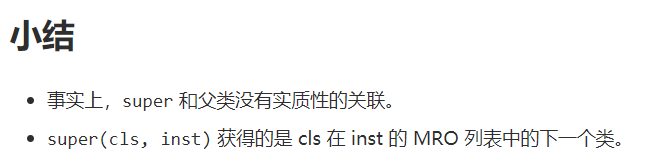 小结
事实上，super 和父类没有实质性的关联。
super(cls, inst) 获得的是 cls 在 inst 的 MRO 列表中的下一个类。